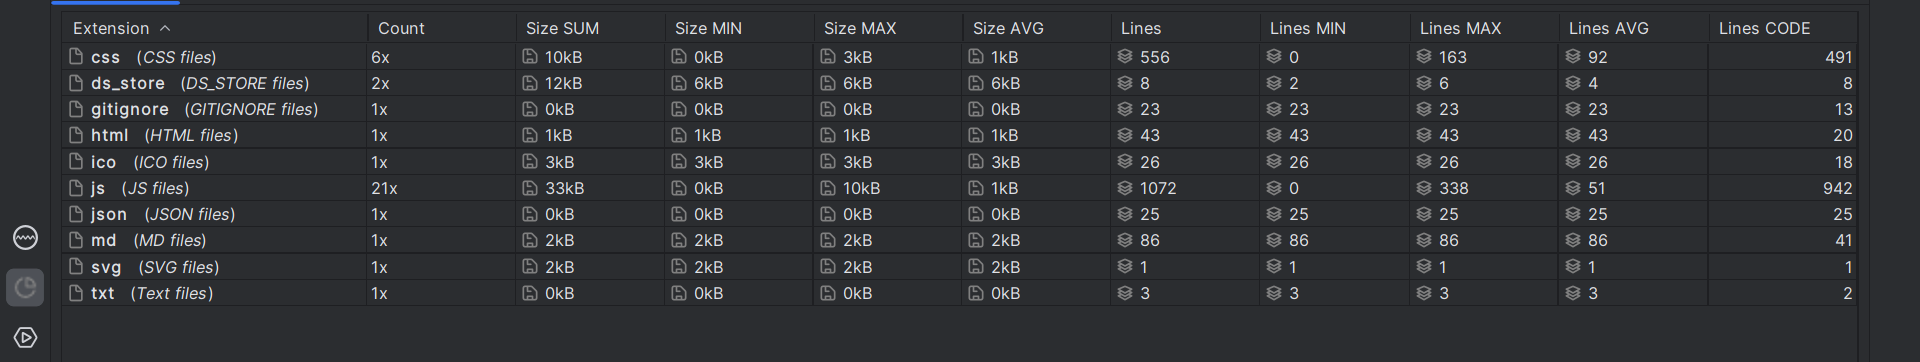 Extension Count Size SUM Size MIN Size MAX Size AVG Lines Lines MIN Lines MAX Lines AVG Lines CODE
css (CSS files) 6x 10kB 0kB 3kB 1kB 556 0 163 92 491
ds_store (DS_STORE files) 2x 12kB 6kB 6kB 6kB 8 2 6 4 8
gitignore (GITIGNORE files) 1x 0kB 0kB 0kB 0kB 23 23 23 23 13
html (HTML files) 1x 1kB 1kB 1kB 1kB 43 43 43 43 20
ico (ICO files) 1x 3kB 3kB 3kB 3kB 26 26 26 26 18
js (JS files) 21x 33kB 0kB 10kB 1kB 1072 0 338 51 942
json (JSON files) 1x 0kB 0kB 0kB 0kB 25 25 25 25 25
md (MD files) 1x 2kB 2kB 2kB 2kB 86 86 86 86 41
svg (SVG files) 1x 2kB 2kB 2kB 2kB 1 1 1 1 1
txt (Text files) 1x 0kB 0kB 0kB 0kB 3 3 3 3 2